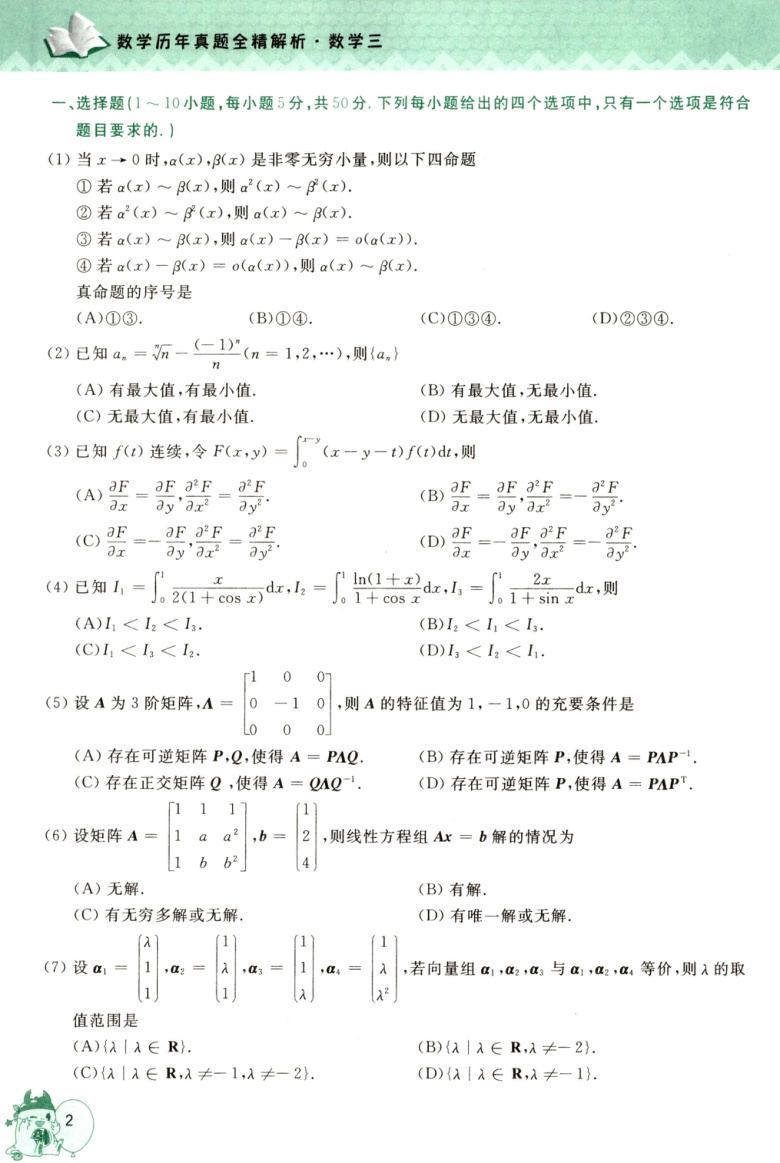 数学历年真题全精解析·数学三
一、选择题(1～10小题,每小题5分,共50分.下列每小题给出的四个选项中,只有一个选项是符合
题目要求的.)
(1) 当 x → 0 时,α(x),β(x) 是非零无穷小量,则以下四命题
① 若 α(x) ～ β(x),则 α²(x) ～ β²(x).
② 若 α²(x) ～ β²(x),则 α(x) ～ β(x).
③ 若 α(x) ～ β(x),则 α(x) − β(x) = o(α(x)).
④ 若 α(x) − β(x) = o(α(x)),则 α(x) ～ β(x).
真命题的序号是
(A)①③. (B)①④. (C)①③④. (D)②③④.
(2) 已知 aₙ = ⁿ√n − (−1)ⁿ/n (n = 1,2,⋯),则{aₙ}
(A) 有最大值,有最小值. (B) 有最大值,无最小值.
(C) 无最大值,有最小值. (D) 无最大值,无最小值.
(3) 已知 f(t) 连续,令 F(x,y) = ∫₀^(x−y) (x − y − t)f(t)dt,则
(A) ∂F/∂x = ∂F/∂y, ∂²F/∂x² = ∂²F/∂y². (B) ∂F/∂x = ∂F/∂y, ∂²F/∂x² = − ∂²F/∂y².
(C) ∂F/∂x = − ∂F/∂y, ∂²F/∂x² = ∂²F/∂y². (D) ∂F/∂x = − ∂F/∂y, ∂²F/∂x² = − ∂²F/∂y².
(4) 已知 I₁ = ∫₀¹ x/(2(1 + cos x)) dx, I₂ = ∫₀¹ ln(1 + x)/(1 + cos x) dx, I₃ = ∫₀¹ 2x/(1 + sin x) dx,则
(A) I₁ < I₂ < I₃. (B) I₂ < I₁ < I₃.
(C) I₁ < I₃ < I₂. (D) I₃ < I₂ < I₁.
(5) 设 A 为 3 阶矩阵,Λ = [1 0 0; 0 −1 0; 0 0 0],则 A 的特征值为 1,−1,0 的充要条件是
(A) 存在可逆矩阵 P,Q,使得 A = PΛQ. (B) 存在可逆矩阵 P,使得 A = PΛP⁻¹.
(C) 存在正交矩阵 Q ,使得 A = QΛQ⁻¹. (D) 存在可逆矩阵 P,使得 A = PΛPᵀ.
(6) 设矩阵 A = [1 1 1; 1 a a²; 1 b b²], b = [1; 2; 4],则线性方程组 Ax = b 解的情况为
(A) 无解. (B) 有解.
(C) 有无穷多解或无解. (D) 有唯一解或无解.
(7) 设 α₁ = [λ; 1; 1], α₂ = [1; λ; 1], α₃ = [1; 1; λ], α₄ = [1; λ; λ²],若向量组 α₁,α₂,α₃ 与 α₁,α₂,α₄ 等价,则 λ 的取
值范围是
(A){λ | λ ∈ R}. (B){λ | λ ∈ R,λ ≠ −2}.
(C){λ | λ ∈ R,λ ≠ −1,λ ≠ −2}. (D){λ | λ ∈ R,λ ≠ −1}.
2